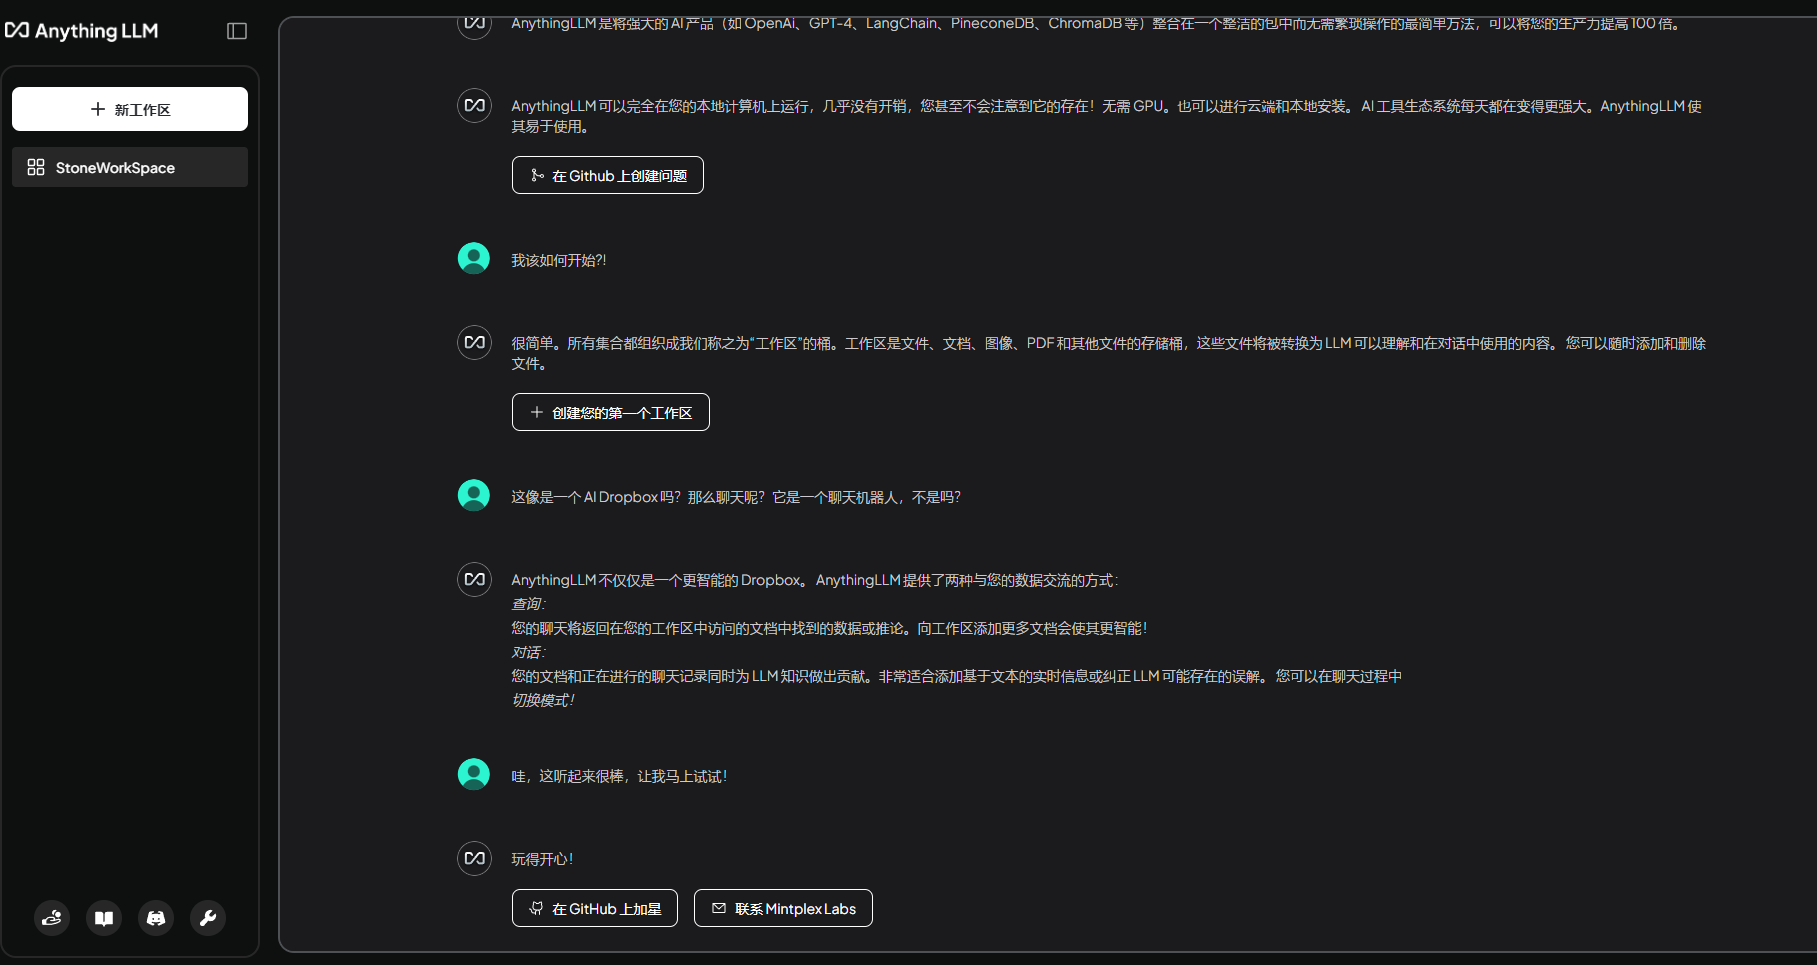 Anything LLM
新工作区
StoneWorkSpace
AnythingLLM 是将强大的 AI 产品（如 OpenAi、GPT-4、LangChain、PineconeDB、ChromaDB 等）整合在一个整洁的包中而无需繁琐操作的最简单方法，可以将您的生产力提高 100 倍。
AnythingLLM 可以完全在您的本地计算机上运行，几乎没有开销，您甚至不会注意到它的存在！无需 GPU。也可以进行云端和本地安装。 AI 工具生态系统每天都在变得更强大。AnythingLLM 使
其易于使用。
在 Github 上创建问题
我该如何开始?!
很简单。所有集合都组织成我们称之为“工作区”的桶。工作区是文件、文档、图像、PDF 和其他文件的存储桶，这些文件将被转换为 LLM 可以理解和在对话中使用的内容。 您可以随时添加和删除
文件。
创建您的第一个工作区
这像是一个 AI Dropbox 吗？那么聊天呢？它是一个聊天机器人，不是吗？
AnythingLLM 不仅仅是一个更智能的 Dropbox。 AnythingLLM 提供了两种与您的数据交流的方式：
查询：
您的聊天将返回在您的工作区中访问的文档中找到的数据或推论。向工作区添加更多文档会使其更智能！
对话：
您的文档和正在进行的聊天记录同时为 LLM 知识做出贡献。非常适合添加基于文本的实时信息或纠正 LLM 可能存在的误解。 您可以在聊天过程中
切换模式！
哇，这听起来很棒，让我马上试试！
玩得开心！
在 GitHub 上加星
联系 Mintplex Labs